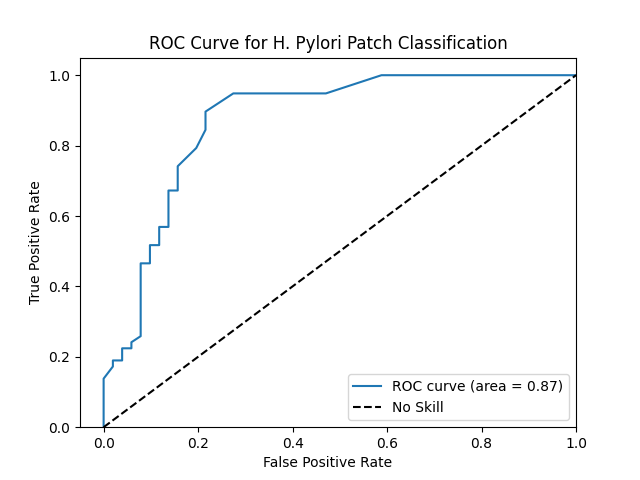 ROC Curve for H. Pylori Patch Classification
True Positive Rate
1.0
0.8
0.6
0.4
0.2
0.0
ROC curve (area = 0.87)
No Skill
0.0 0.2 0.4 0.6 0.8 1.0
False Positive Rate